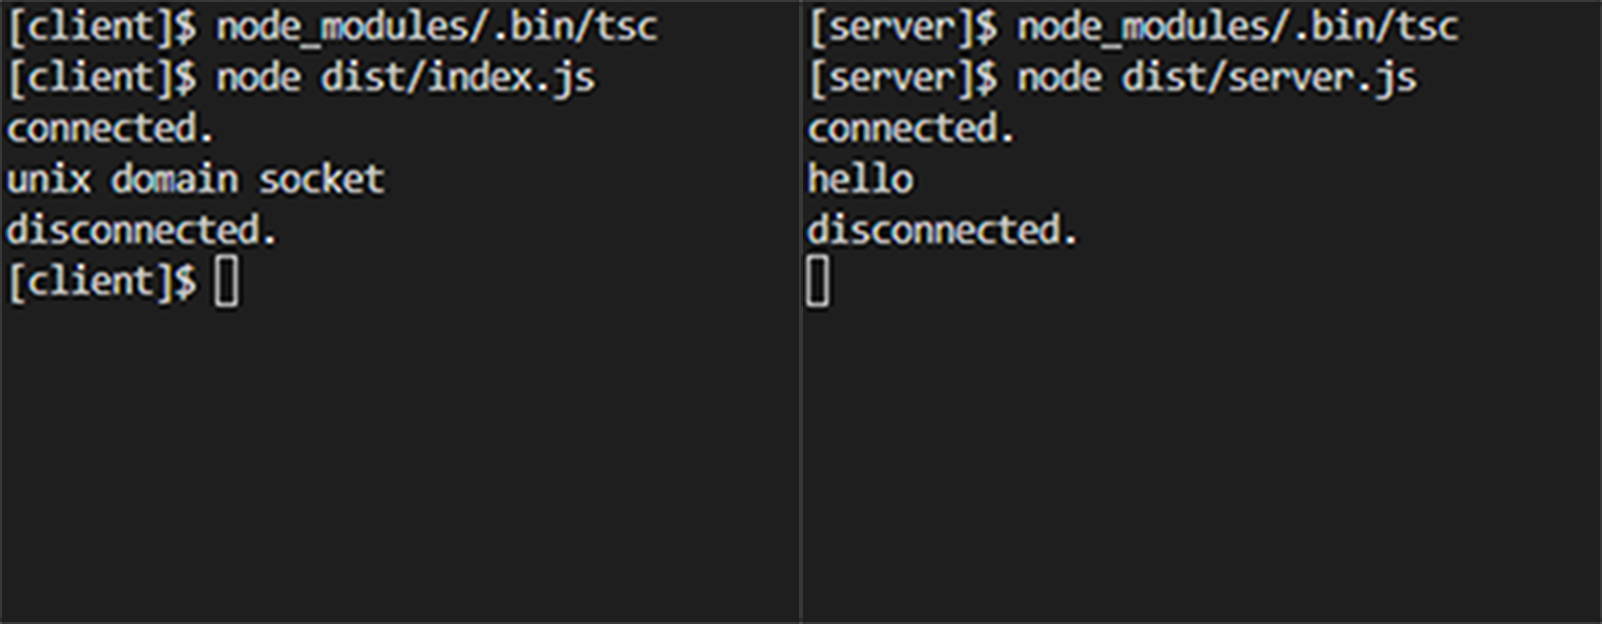 [client]$ node_modules/.bin/tsc
[client]$ node dist/index.js
connected.
unix domain socket
disconnected.
[client]$
[server]$ node_modules/.bin/tsc
[server]$ node dist/server.js
connected.
hello
disconnected.